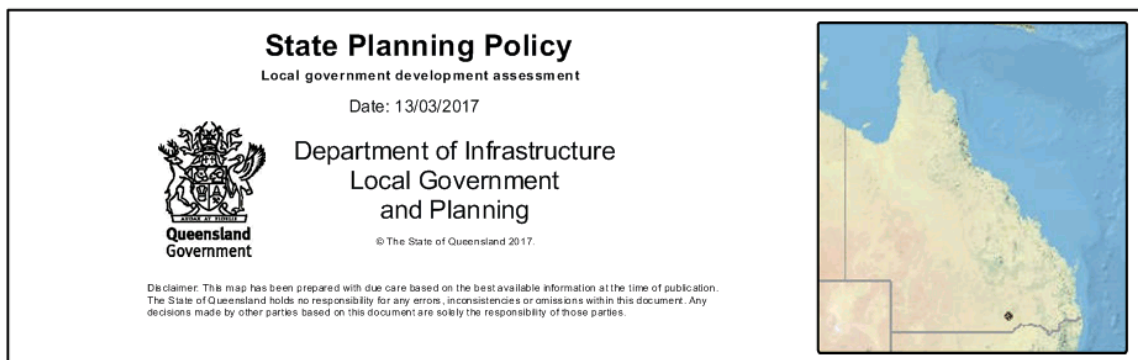 State Planning Policy
Local government development assessment
Date: 13/03/2017
Department of Infrastructure
Local Government
and Planning
© The State of Queensland 2017.
AUDAX AT FIDELIS
Queensland
Government
Disclaimer: This map has been prepared with due care based on the best available information at the time of publication.
The State of Queensland holds no responsibility for any errors, inconsistencies or omissions within this document. Any
decisions made by other parties based on this document are solely the responsibility of those parties.